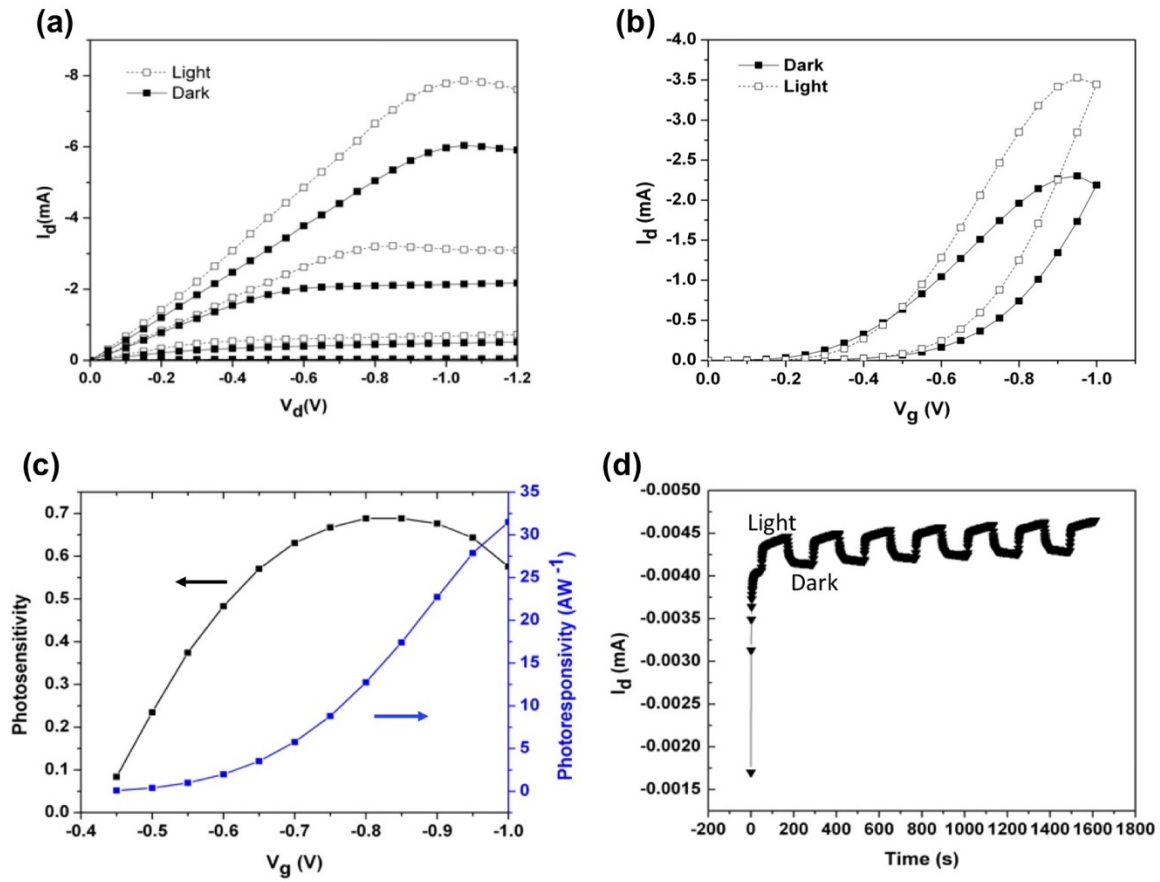 (a)
-8
-6
-4
-2
0
I_d(mA)
Light
Dark
0.0 -0.2 -0.4 -0.6 -0.8 -1.0 -1.2
V_d(V)
(b)
-4.0
-3.5
-3.0
-2.5
-2.0
-1.5
-1.0
-0.5
0.0
I_d (mA)
Dark
Light
0.0 -0.2 -0.4 -0.6 -0.8 -1.0
V_g (V)
(c)
0.7
0.6
0.5
0.4
0.3
0.2
0.1
0.0
Photosensitivity
35
30
25
20
15
10
5
0
Photoresponsivity (AW^-1)
-0.4 -0.5 -0.6 -0.7 -0.8 -0.9 -1.0
V_g (V)
(d)
-0.0050
-0.0045
-0.0040
-0.0035
-0.0030
-0.0025
-0.0020
-0.0015
I_d (mA)
Light
Dark
-200 0 200 400 600 800 1000 1200 1400 1600 1800
Time (s)